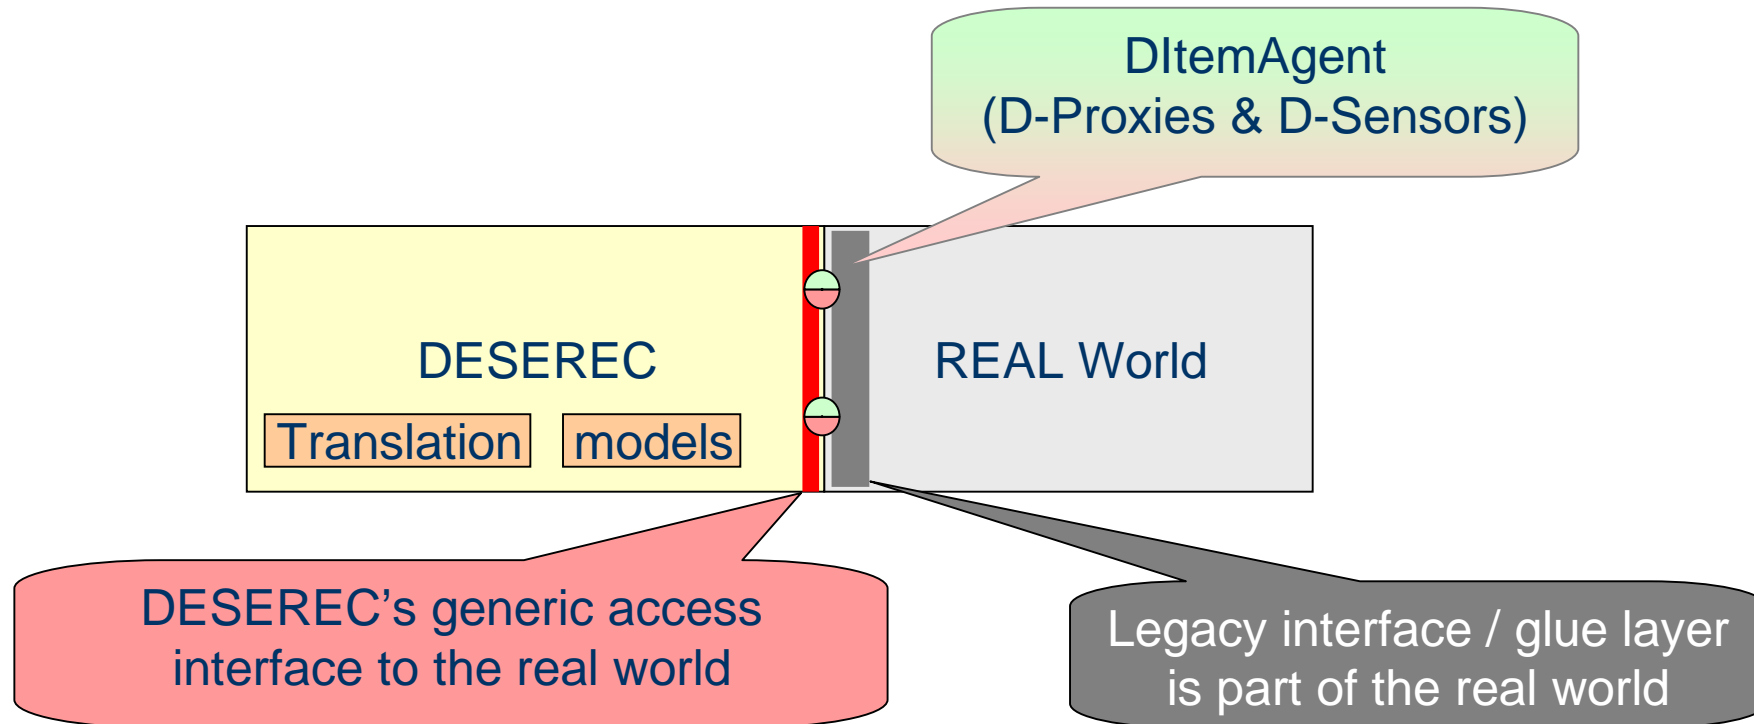 DItemAgent
(D-Proxies & D-Sensors)
DESEREC
REAL World
Translation
models
DESEREC’s generic access
interface to the real world
Legacy interface / glue layer
is part of the real world